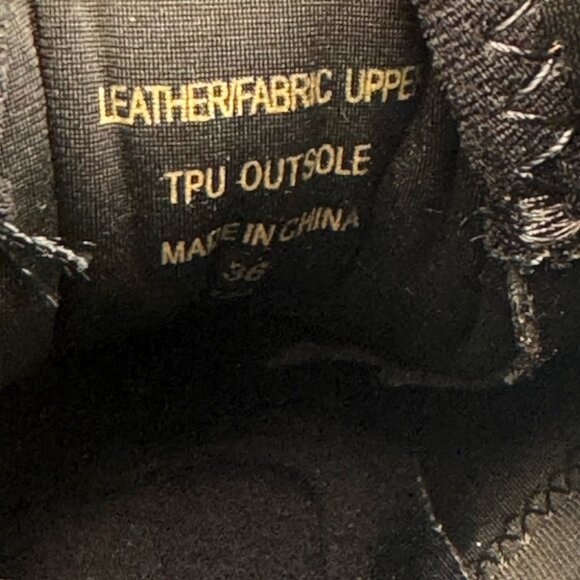 LEATHER/FABRIC UPPE
TPU OUTSOLE
MADE IN CHINA
36